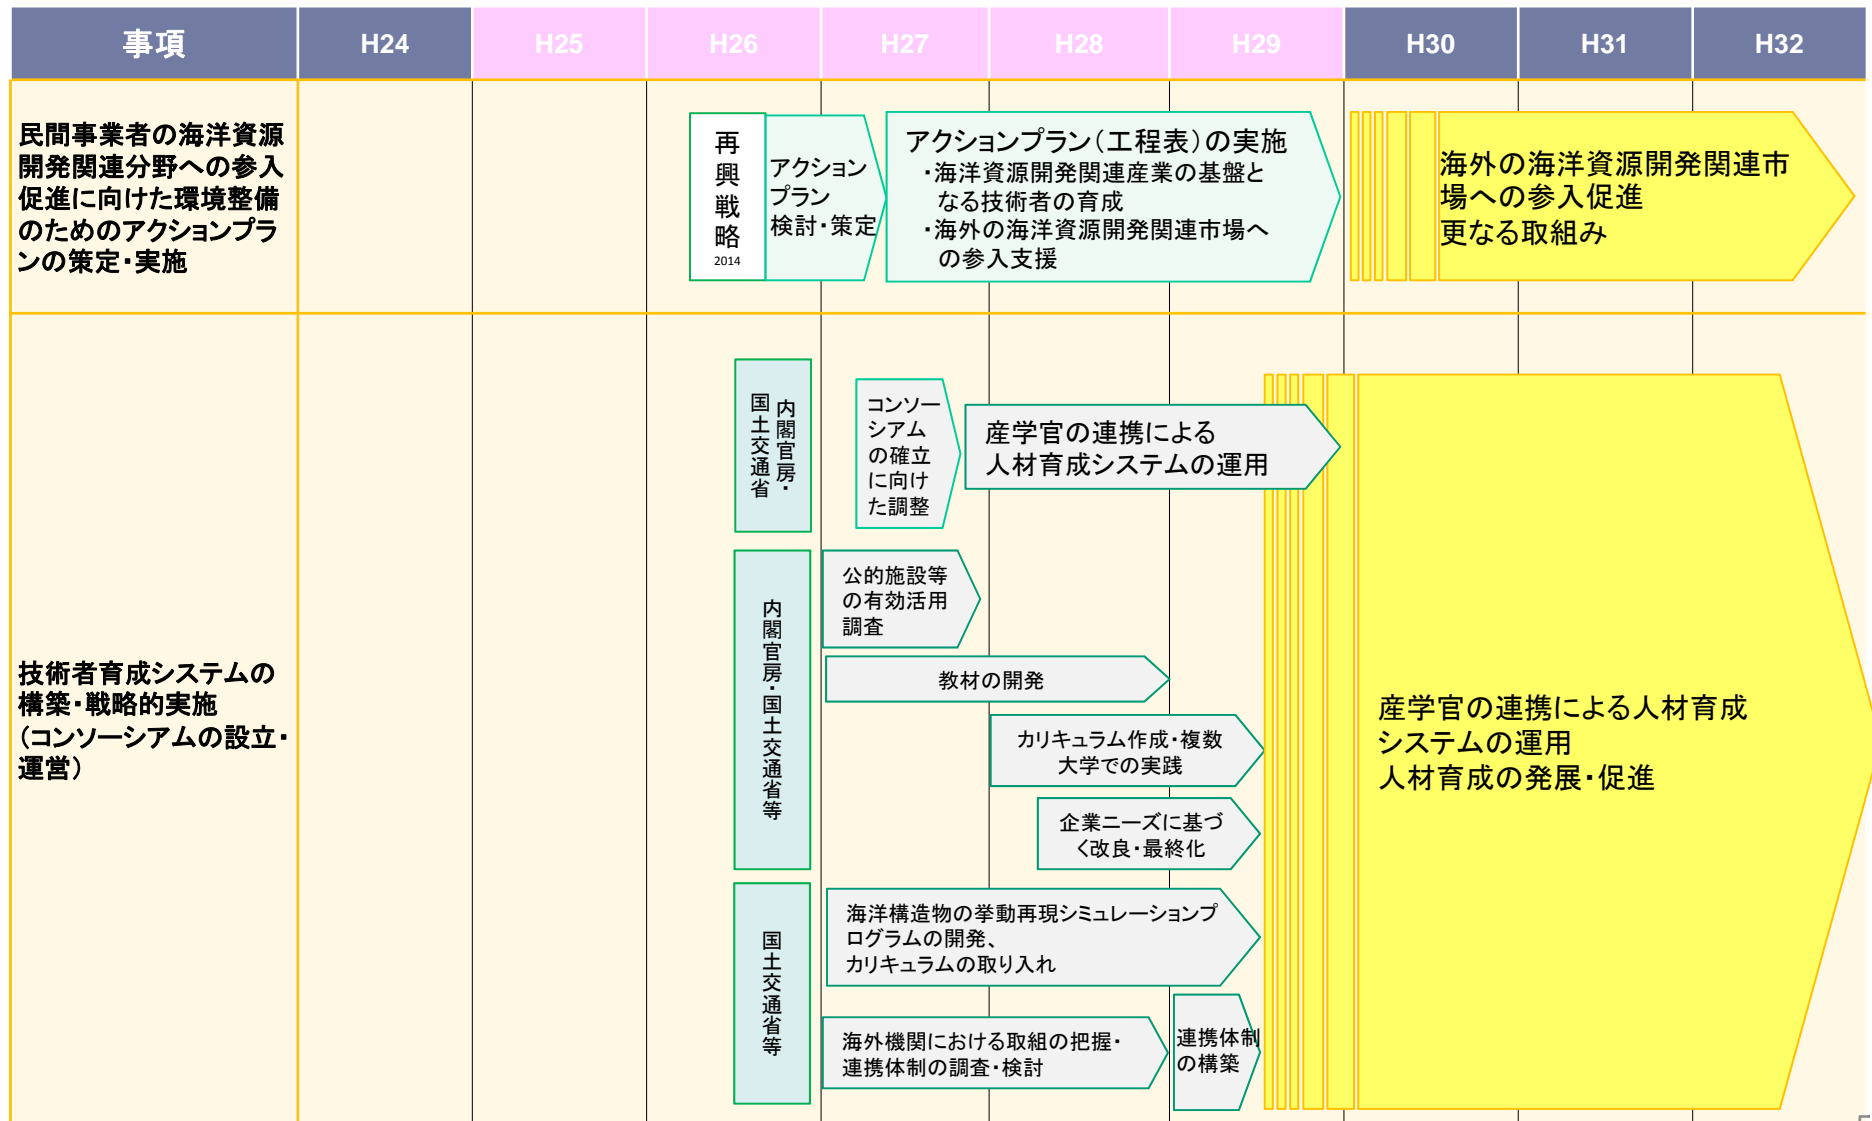 事項 H24 H25 H26 H27 H28 H29 H30 H31 H32
民間事業者の海洋資源
開発関連分野への参入
促進に向けた環境整備
のためのアクションプラ
ンの策定・実施
再興戦略
2014
アクション
プラン
検討・策定
アクションプラン（工程表）の実施
・海洋資源開発関連産業の基盤と
なる技術者の育成
・海外の海洋資源開発関連市場へ
の参入支援
海外の海洋資源開発関連市
場への参入促進
更なる取組み
技術者育成システムの
構築・戦略的実施
（コンソーシアムの設立・
運営）
内閣官房・
国土交通省
コンソー
シアム
の確立
に向け
た調整
産学官の連携による
人材育成システムの運用
内閣官房・国土交通省等
公的施設等
の有効活用
調査
教材の開発
カリキュラム作成・複数
大学での実践
企業ニーズに基づ
く改良・最終化
国土交通省等
海洋構造物の挙動再現シミュレーションプ
ログラムの開発、
カリキュラムの取り入れ
海外機関における取組の把握・
連携体制の調査・検討
連携体制
の構築
産学官の連携による人材育成
システムの運用
人材育成の発展・促進